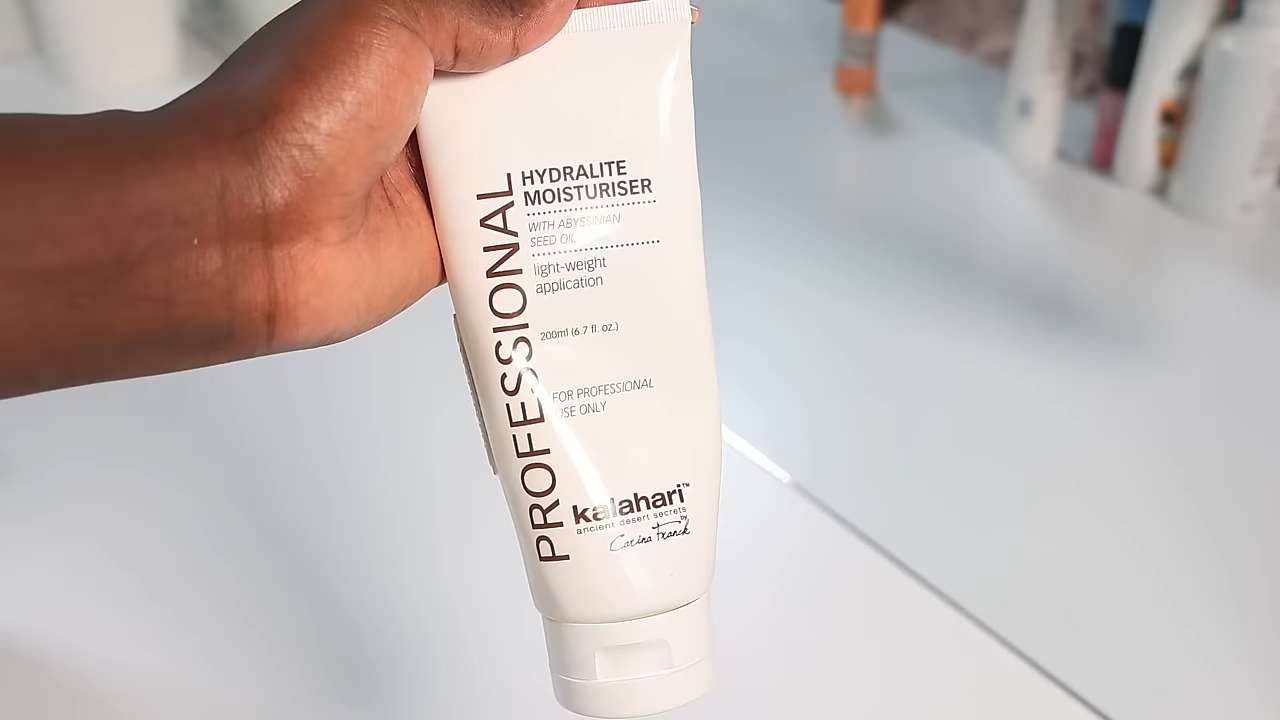 PROFESSIONAL
HYDRALITE
MOISTURISER
WITH ABYSSINIAN
SEED OIL
light-weight
application
200ml (6.7 fl. oz.)
FOR PROFESSIONAL
USE ONLY
kalahari™
ancient desert secrets
by
Carina Franck